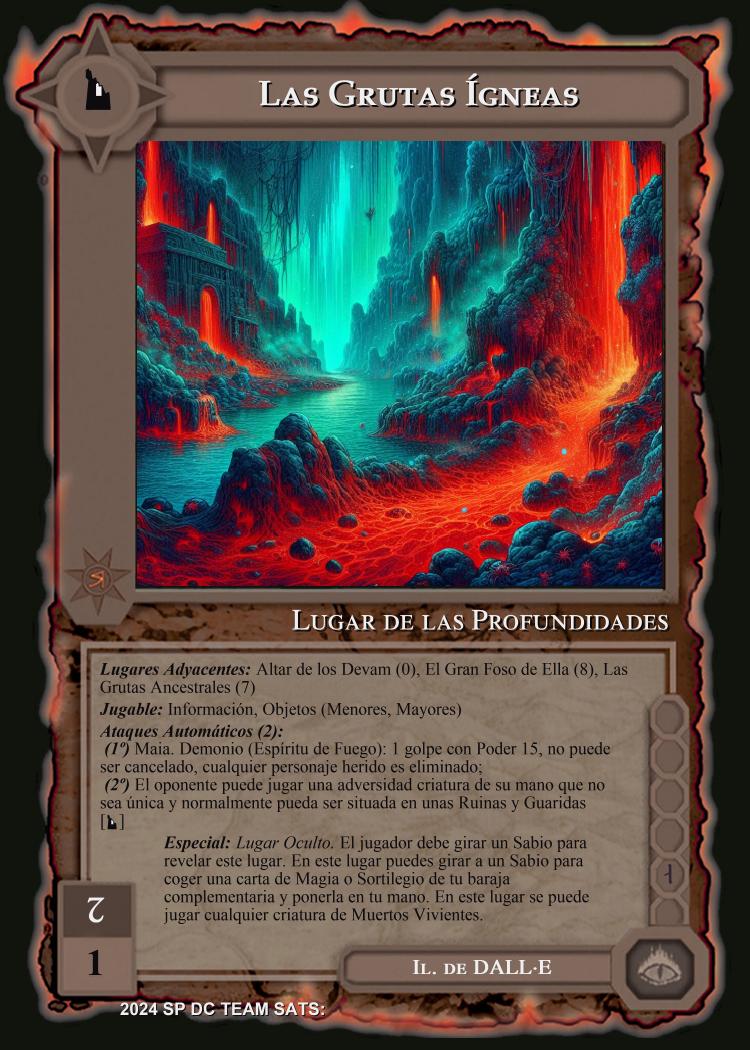 Las Grutas Ígneas
Lugar de las Profundidades
Lugares Adyacentes: Altar de los Devam (0), El Gran Foso de Ella (8), Las
Grutas Ancestrales (7)
Jugable: Información, Objetos (Menores, Mayores)
Ataques Automáticos (2):
(1º) Maia. Demonio (Espíritu de Fuego): 1 golpe con Poder 15, no puede
ser cancelado, cualquier personaje herido es eliminado;
(2º) El oponente puede jugar una adversidad criatura de su mano que no
sea única y normalmente pueda ser situada en unas Ruinas y Guaridas
[ ]
Especial: Lugar Oculto. El jugador debe girar un Sabio para
revelar este lugar. En este lugar puedes girar a un Sabio para
coger una carta de Magia o Sortilegio de tu baraja
complementaria y ponerla en tu mano. En este lugar se puede
jugar cualquier criatura de Muertos Vivientes.
1
Il. de DALL·E
2024 SP DC TEAM SATS: